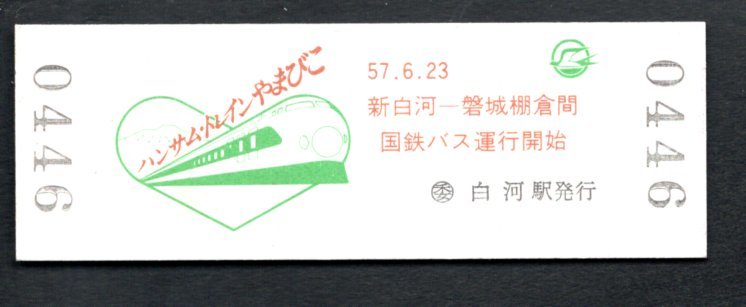 0446
ハンサム・トレインやまびこ
57.6.23
新白河－磐城棚倉間
国鉄バス運行開始
㊼白河駅発行
0446